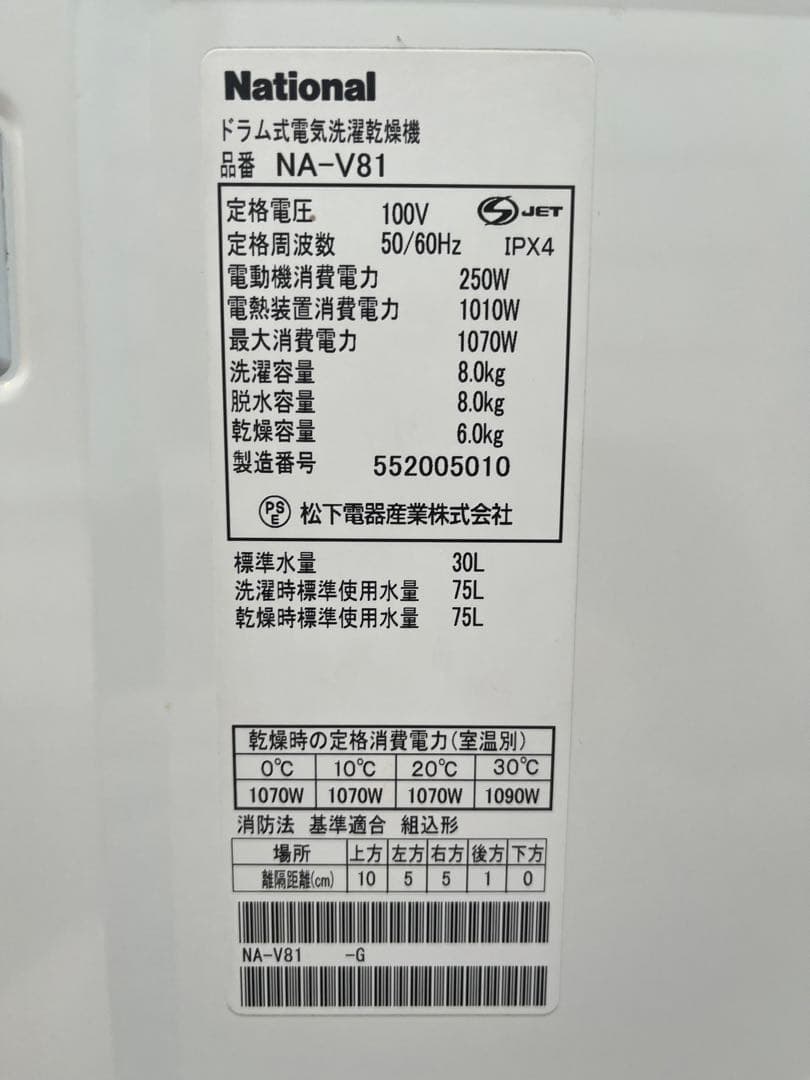 National
ドラム式電気洗濯乾燥機
品番 NA-V81
定格電圧 100V S JET
定格周波数 50/60Hz IPX4
電動機消費電力 250W
電熱装置消費電力 1010W
最大消費電力 1070W
洗濯容量 8.0kg
脱水容量 8.0kg
乾燥容量 6.0kg
製造番号 552005010
PSE 松下電器産業株式会社
標準水量 30L
洗濯時標準使用水量 75L
乾燥時標準使用水量 75L
乾燥時の定格消費電力(室温別)
0℃ 10℃ 20℃ 30℃
1070W 1070W 1070W 1090W
消防法 基準適合 組込形
場所 上方 左方 右方 後方 下方
離隔距離(cm) 10 5 5 1 0
NA-V81 -G